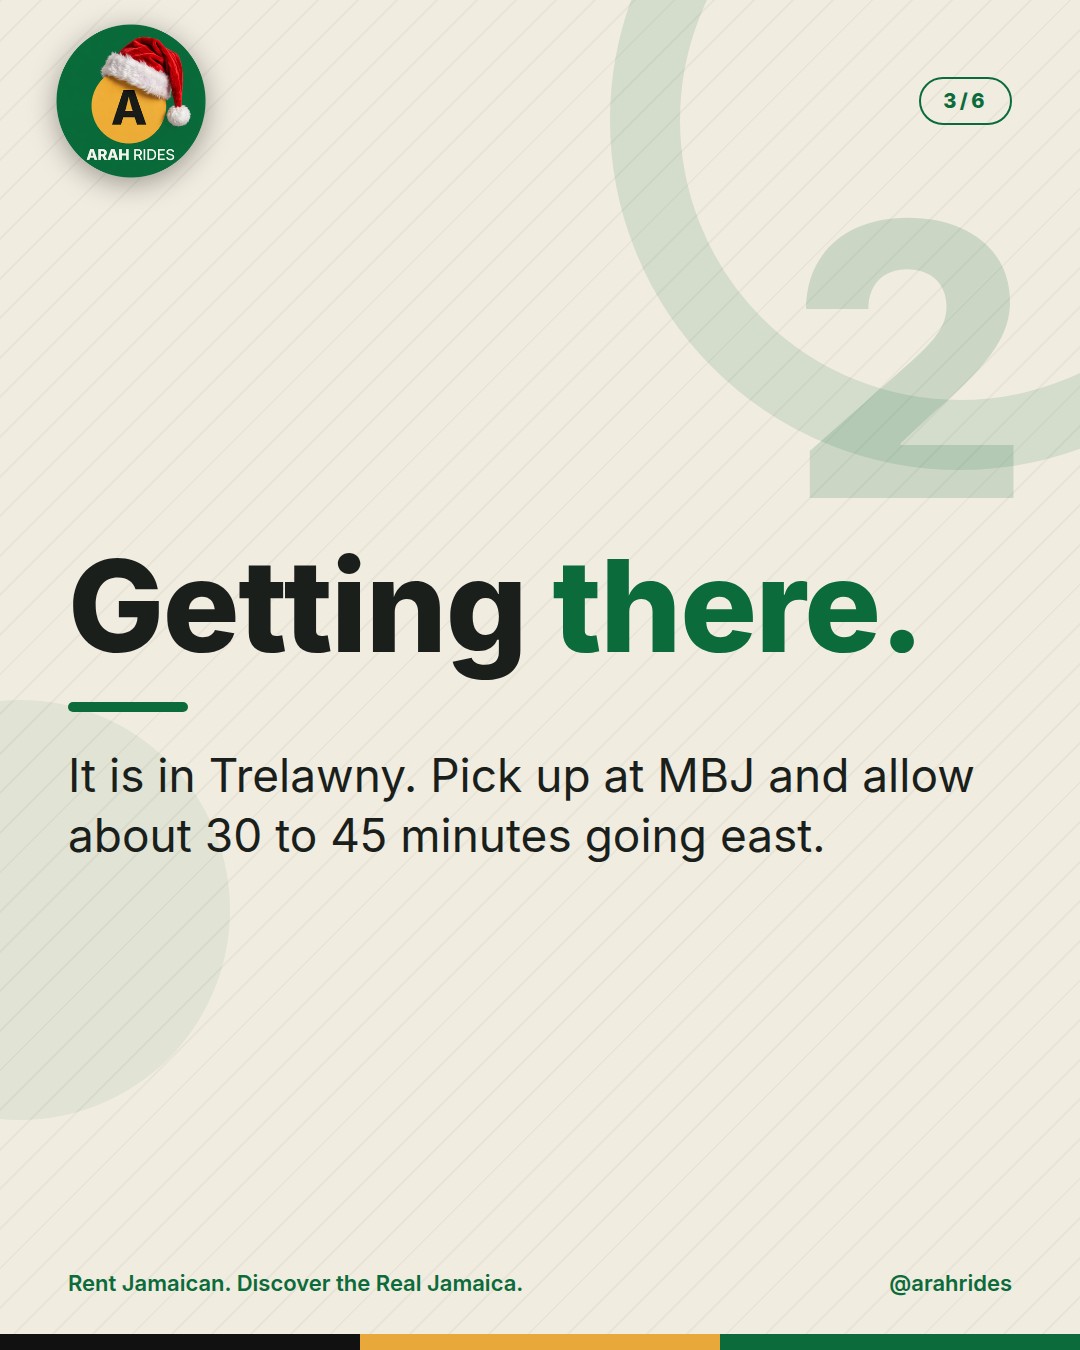 A
ARAH RIDES
3/6
2
Getting there.
It is in Trelawny. Pick up at MBJ and allow
about 30 to 45 minutes going east.
Rent Jamaican. Discover the Real Jamaica.
@arahrides